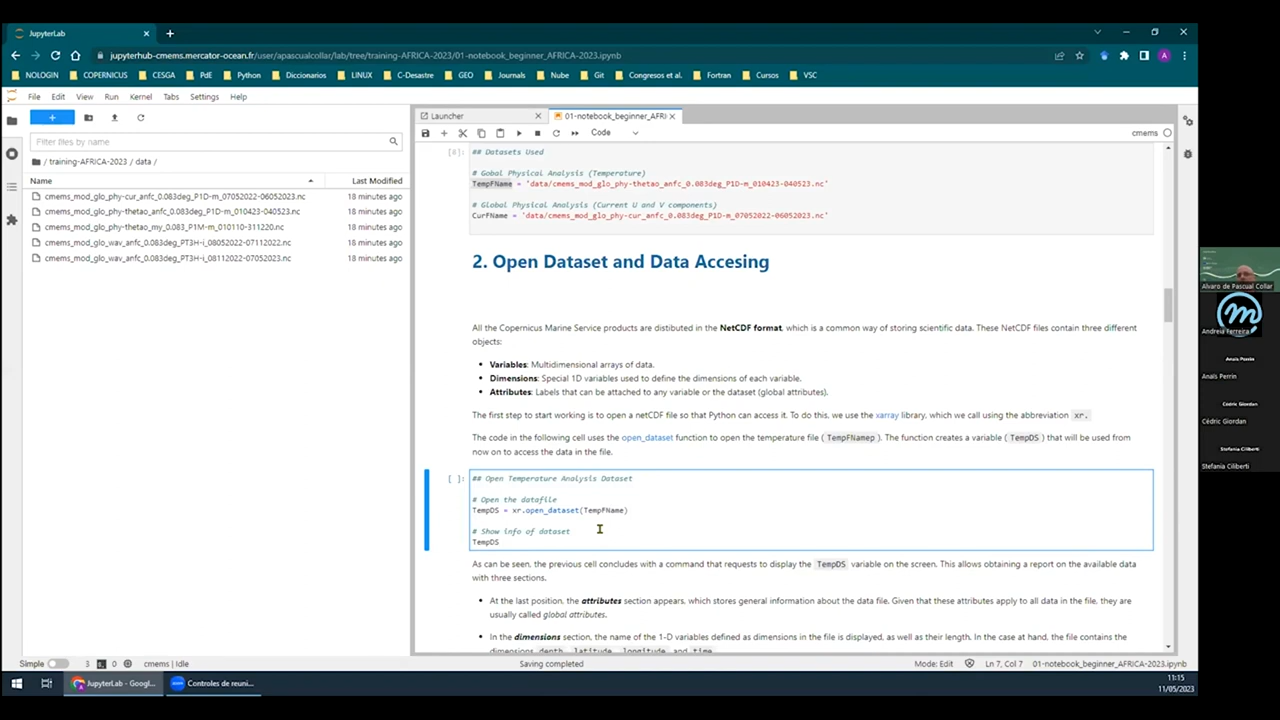 JupyterLab
jupyterhub-cmems.mercator-ocean.fr/user/apascualcollar/lab/tree/training-AFRICA-2023/01-notebook_beginner_AFRICA-2023.ipynb
NOLOGIN COPERNICUS CESGA PdE Python Diccionarios LINUX C-Desastre GEO Journals Nube Git Congresos et al. Fortran Cursos VSC
File Edit View Run Kernel Tabs Settings Help
Launcher
01-notebook_beginner_AFRI
Code
cmems
Filter files by name
/ training-AFRICA-2023 / data /
Name Last Modified
cmems_mod_glo_phy-cur_anfc_0.083deg_P1D-m_07052022-06052023.nc 18 minutes ago
cmems_mod_glo_phy-thetao_anfc_0.083deg_P1D-m_010423-040523.nc 18 minutes ago
cmems_mod_glo_phy-thetao_my_0.083_P1M-m_010110-311220.nc 18 minutes ago
cmems_mod_glo_wav_anfc_0.083deg_PT3H-i_08052022-07112022.nc 18 minutes ago
cmems_mod_glo_wav_anfc_0.083deg_PT3H-i_08112022-07052023.nc 18 minutes ago
[6]: ## Datasets Used
# Gobal Physical Analysis (Temperature)
TempFName = 'data/cmems_mod_glo_phy-thetao_anfc_0.083deg_P1D-m_010423-040523.nc'
# Global Physical Analysis (Current U and V components)
CurFName = 'data/cmems_mod_glo_phy-cur_anfc_0.083deg_P1D-m_07052022-06052023.nc'
2. Open Dataset and Data Accesing
All the Copernicus Marine Service products are distibuted in the NetCDF format, which is a common way of storing scientific data. These NetCDF files contain three different
objects:
• Variables: Multidimensional arrays of data.
• Dimensions: Special 1D variables used to define the dimensions of each variable.
• Attributes: Labels that can be attached to any variable or the dataset (global attributes).
The first step to start working is to open a netCDF file so that Python can access it. To do this, we use the xarray library, which we call using the abbreviation xr.
The code in the following cell uses the open_dataset function to open the temperature file ( TempFNamep ). The function creates a variable ( TempDS ) that will be used from
now on to access the data in the file.
[ ]: ## Open Temperature Analysis Dataset
# Open the datafile
TempDS = xr.open_dataset(TempFName)
# Show info of dataset
TempDS
As can be seen, the previous cell concludes with a command that requests to display the TempDS variable on the screen. This allows obtaining a report on the available data
with three sections.
• At the last position, the attributes section appears, which stores general information about the data file. Given that these attributes apply to all data in the file, they are
usually called global attributes.
• In the dimensions section, the name of the 1-D variables defined as dimensions in the file is displayed, as well as their length. In the case at hand, the file contains the
dimensions depth, latitude, longitude and time
Simple 3 0 cmems | Idle Saving completed Mode: Edit Ln 7, Col 7 01-notebook_beginner_AFRICA-2023.ipynb
JupyterLab - Googl... Controles de reuni...
11:15
11/05/2023
Alvaro de Pascual Collar
Andreia Ferreira
Anaïs Perrin
Anaïs Perrin
Cédric Giordan
Cédric Giordan
Stefania Ciliberti
Stefania Ciliberti